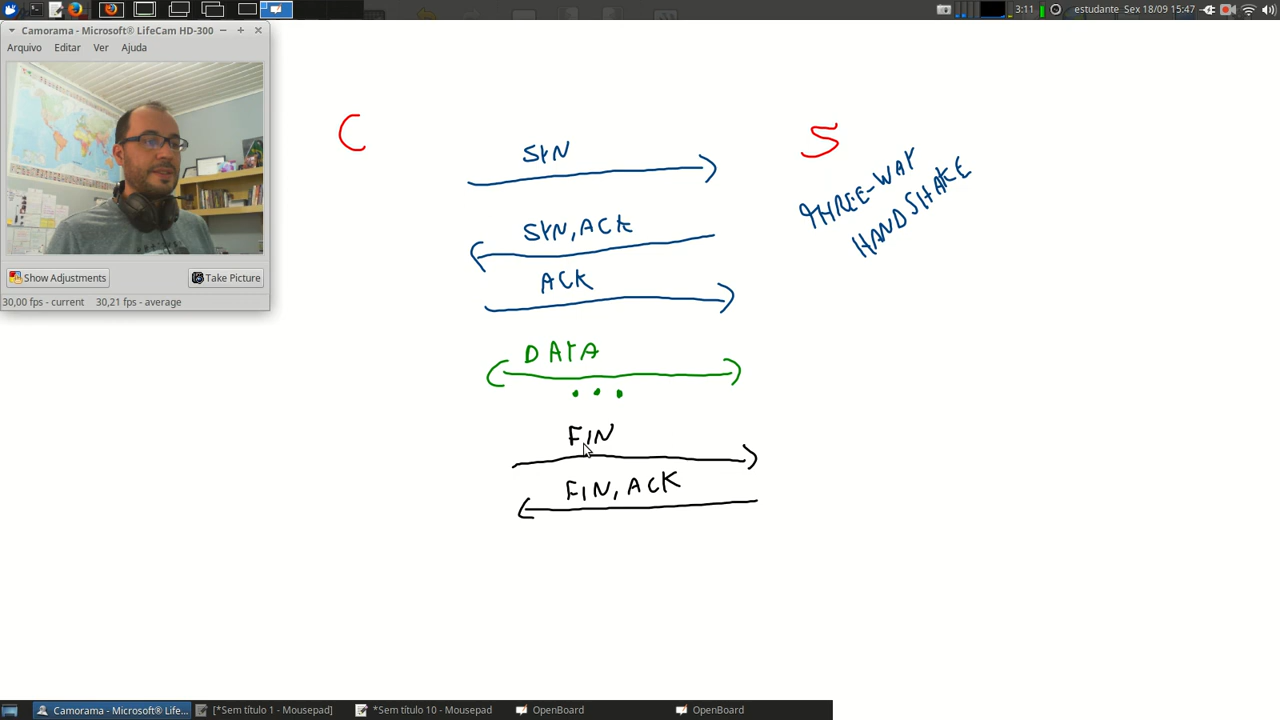 3:11 estudante Sex 18/09 15:47
Camorama - Microsoft® LifeCam HD-300
Arquivo Editar Ver Ajuda
Show Adjustments Take Picture
30,00 fps - current 30,21 fps - average
C
S
SYN
THREE-WAY
HANDSHAKE
SYN, ACK
ACK
DATA
...
FIN
FIN, ACK
Camorama - Microsoft® Life... [*Sem título 1 - Mousepad] *Sem título 10 - Mousepad OpenBoard OpenBoard